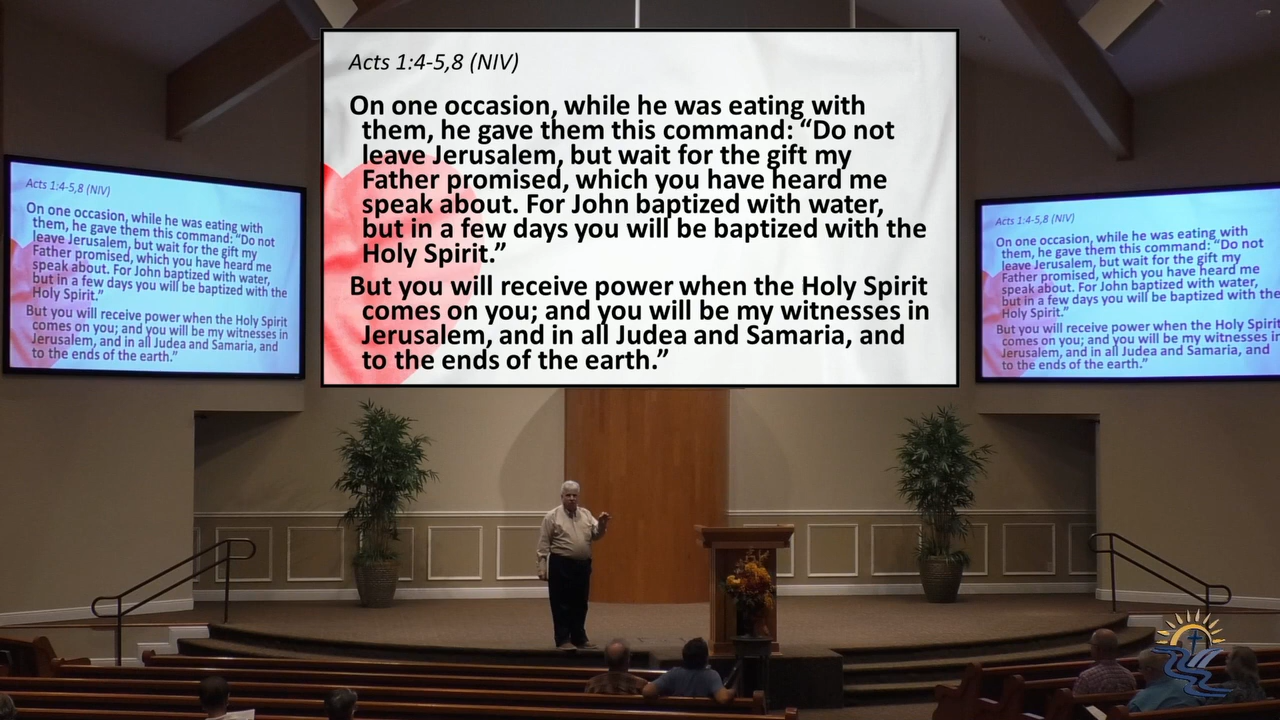 Acts 1:4-5,8 (NIV)
On one occasion, while he was eating with
them, he gave them this command: “Do not
leave Jerusalem, but wait for the gift my
Father promised, which you have heard me
speak about. For John baptized with water,
but in a few days you will be baptized with the
Holy Spirit.”
But you will receive power when the Holy Spirit
comes on you; and you will be my witnesses in
Jerusalem, and in all Judea and Samaria, and
to the ends of the earth.”
Acts 1:4-5,8 (NIV)
On one occasion, while he was eating with
them, he gave them this command: “Do not
leave Jerusalem, but wait for the gift my
Father promised, which you have heard me
speak about. For John baptized with water,
but in a few days you will be baptized with the
Holy Spirit.”
But you will receive power when the Holy Spirit
comes on you; and you will be my witnesses in
Jerusalem, and in all Judea and Samaria, and
to the ends of the earth.”
Acts 1:4-5,8 (NIV)
On one occasion, while he was eating with
them, he gave them this command: “Do not
leave Jerusalem, but wait for the gift my
Father promised, which you have heard me
speak about. For John baptized with water,
but in a few days you will be baptized with the
Holy Spirit.”
But you will receive power when the Holy Spirit
comes on you; and you will be my witnesses in
Jerusalem, and in all Judea and Samaria, and
to the ends of the earth.”